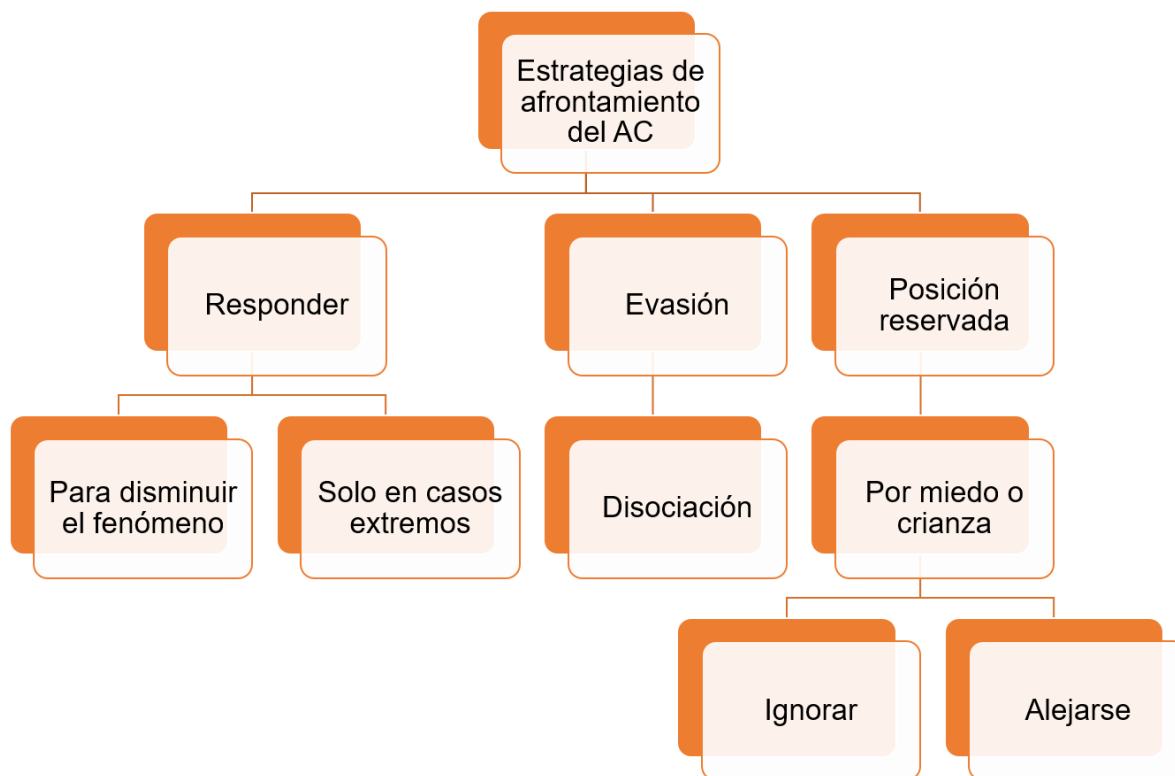 Estrategias de
afrontamiento
del AC
Responder
Evasión
Posición
reservada
Para disminuir
el fenómeno
Solo en casos
extremos
Disociación
Por miedo o
crianza
Ignorar
Alejarse